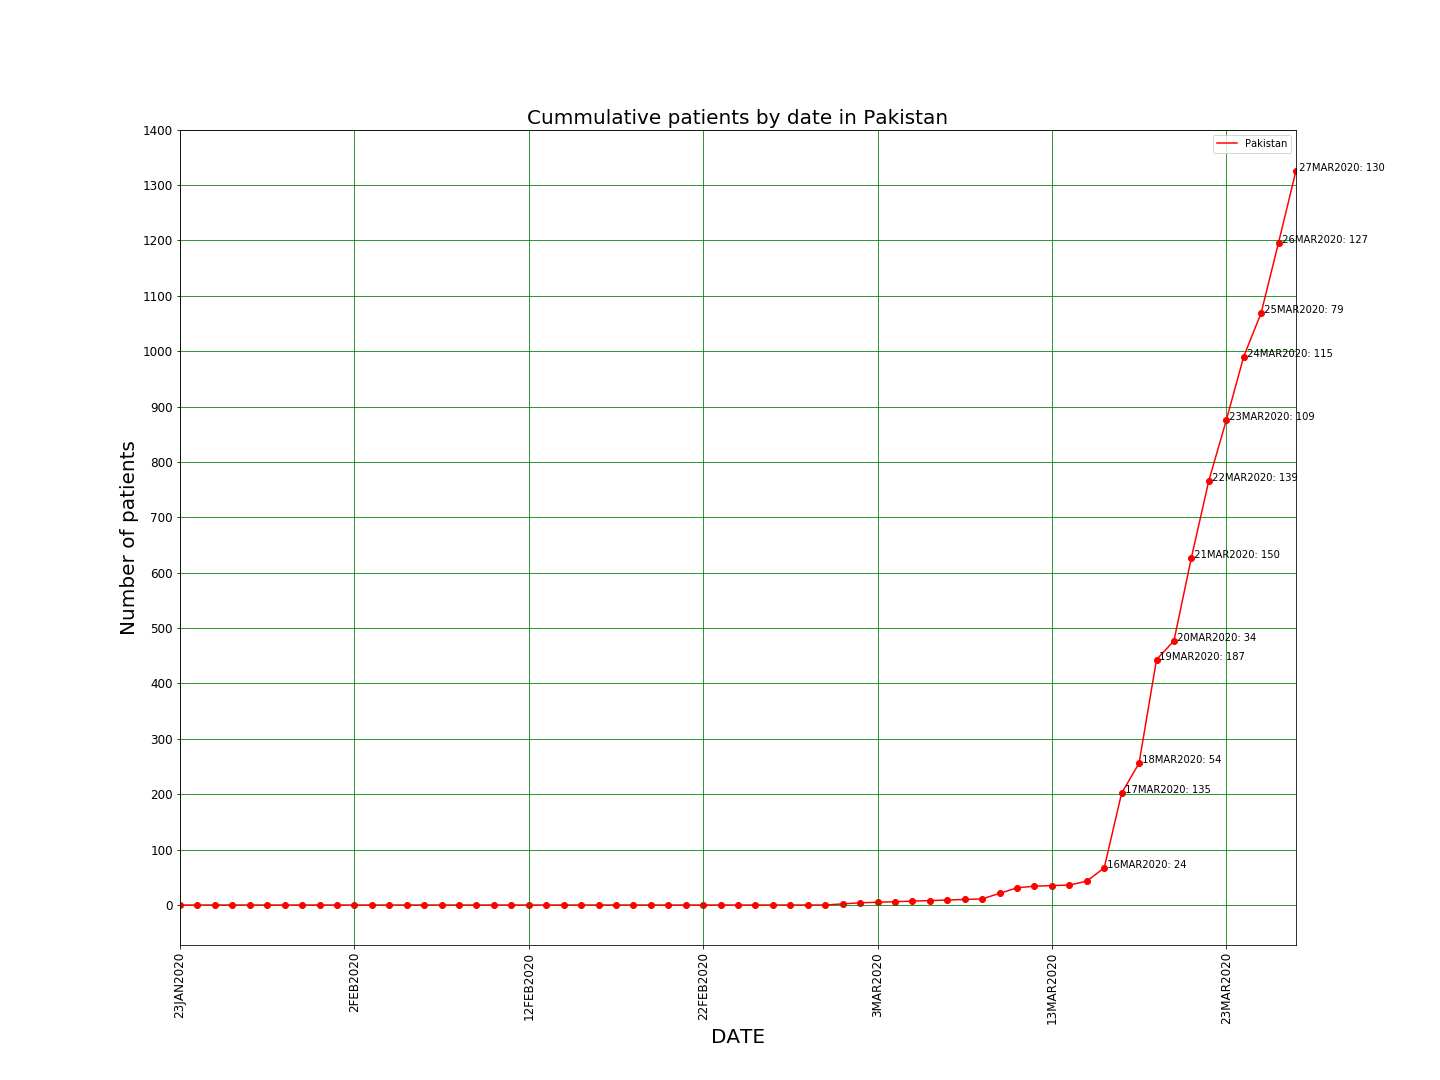 Cummulative patients by date in Pakistan
Pakistan
1400
1300
1200
1100
1000
900
800
700
600
500
400
300
200
100
0
Number of patients
27MAR2020: 130
26MAR2020: 127
25MAR2020: 79
24MAR2020: 115
23MAR2020: 109
22MAR2020: 139
21MAR2020: 150
20MAR2020: 34
19MAR2020: 187
18MAR2020: 54
17MAR2020: 135
16MAR2020: 24
23JAN2020
2FEB2020
12FEB2020
22FEB2020
3MAR2020
13MAR2020
23MAR2020
DATE